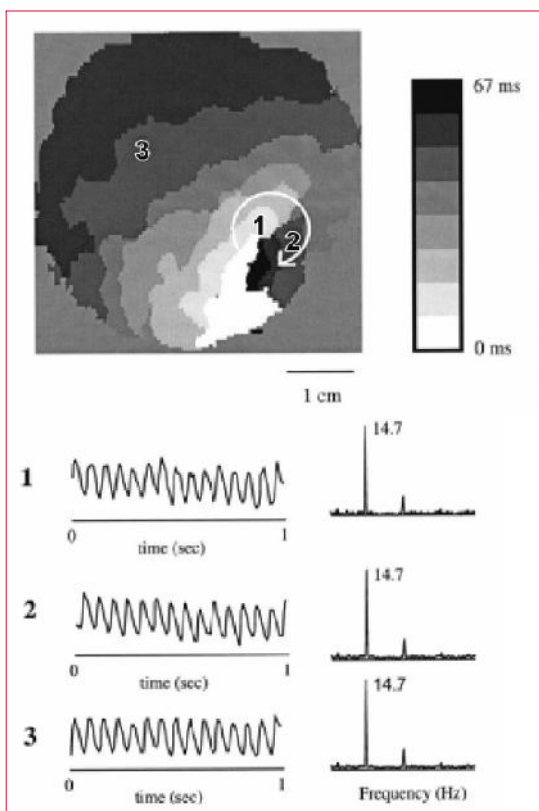 3
1
2
67 ms
0 ms
1 cm
1
14.7
0 1
time (sec)
2
14.7
0 1
time (sec)
3
14.7
0 1
time (sec) Frequency (Hz)